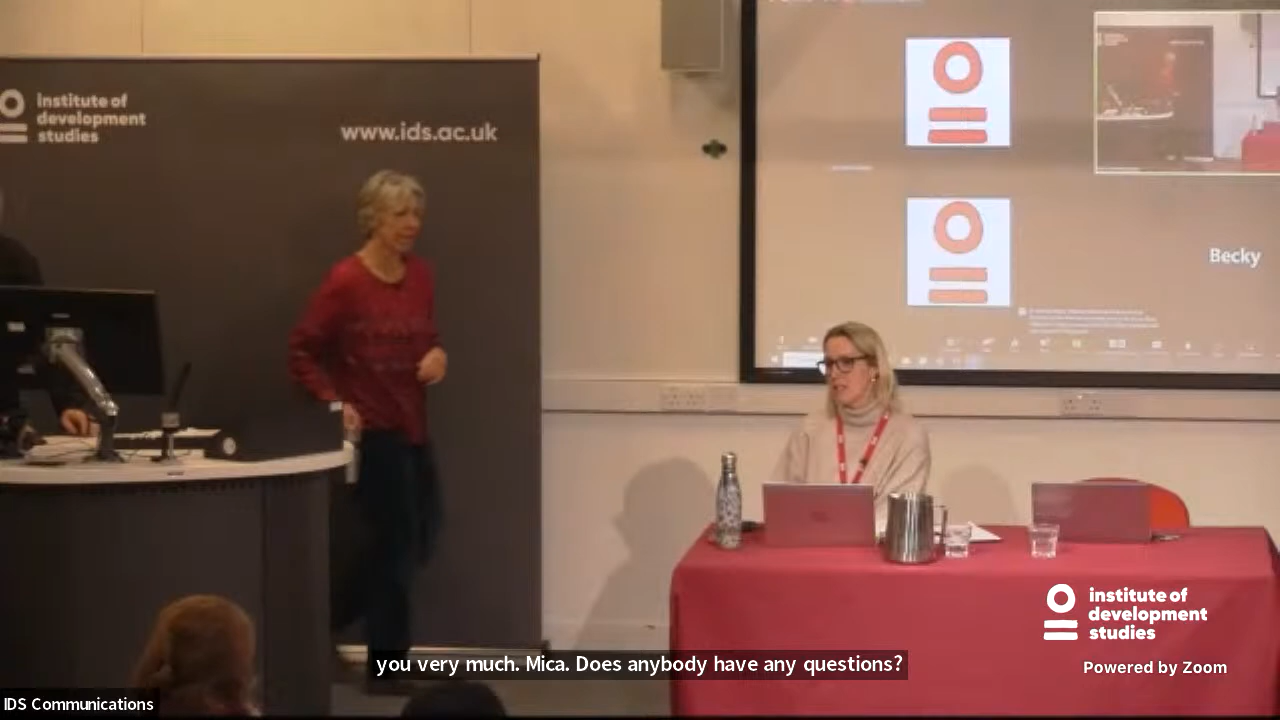 institute of
development
studies
www.ids.ac.uk
Becky
institute of
development
studies
Powered by Zoom
you very much. Mica. Does anybody have any questions?
IDS Communications